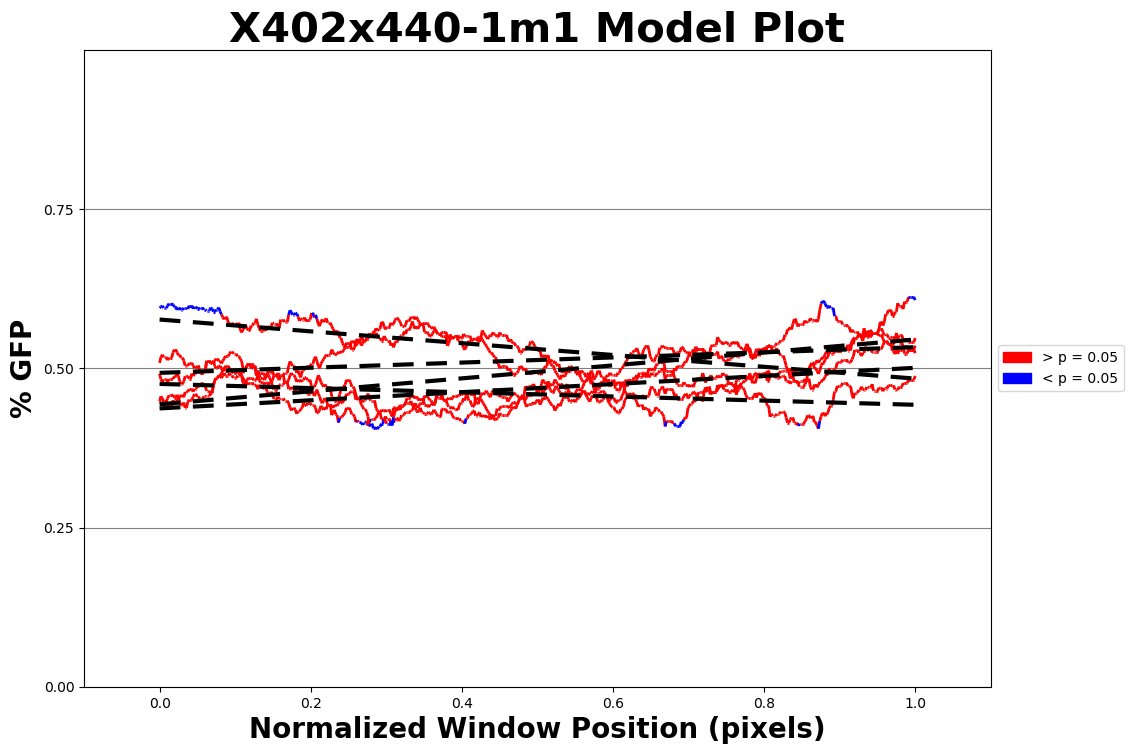 X402x440-1m1 Model Plot
% GFP
0.75
0.50
0.25
0.00
0.0 0.2 0.4 0.6 0.8 1.0
Normalized Window Position (pixels)
> p = 0.05
< p = 0.05